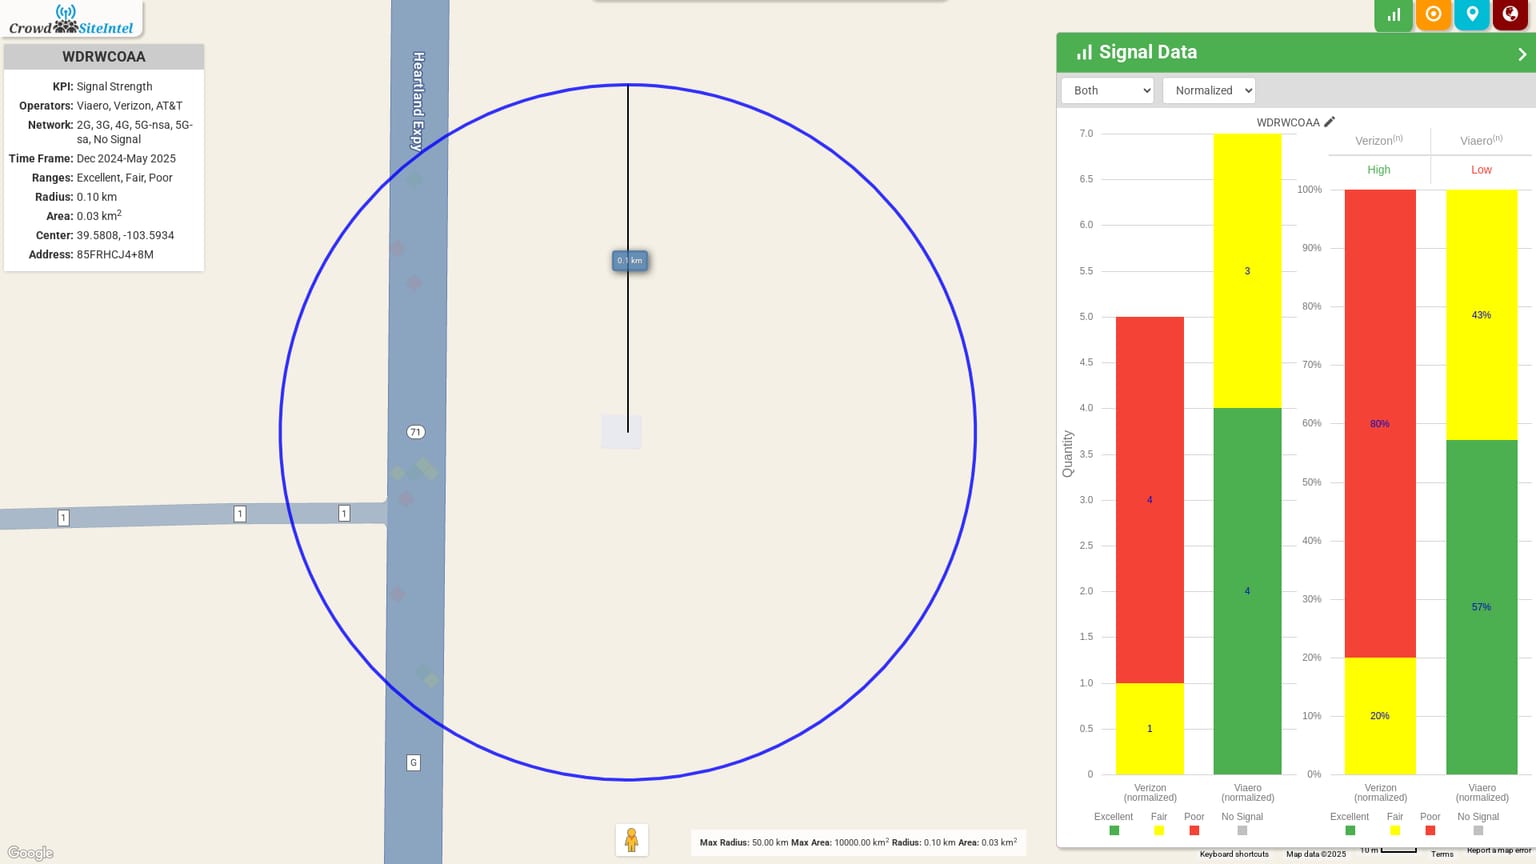 Crowd SiteIntel
WDRWCOAA
KPI: Signal Strength
Operators: Viaero, Verizon, AT&T
Network: 2G, 3G, 4G, 5G-nsa, 5G-
sa, No Signal
Time Frame: Dec 2024-May 2025
Ranges: Excellent, Fair, Poor
Radius: 0.10 km
Area: 0.03 km²
Center: 39.5808, -103.5934
Address: 85FRHCJ4+8M
Heartland Expy
0.1 km
71
1
1
1
G
Google
Max Radius: 50.00 km Max Area: 10000.00 km² Radius: 0.10 km Area: 0.03 km²
Signal Data
Both
Normalized
WDRWCOAA
Quantity
7.0
6.5
6.0
5.5
5.0
4.5
4.0
3.5
3.0
2.5
2.0
1.5
1.0
0.5
0
4
1
3
4
Verizon
(normalized)
Viaero
(normalized)
Excellent Fair Poor No Signal
Verizon(n) Viaero(n)
High Low
100%
90%
80%
70%
60%
50%
40%
30%
20%
10%
0%
80%
20%
43%
57%
Verizon
(normalized)
Viaero
(normalized)
Excellent Fair Poor No Signal
Keyboard shortcuts Map data ©2025 10 m Terms Report a map error